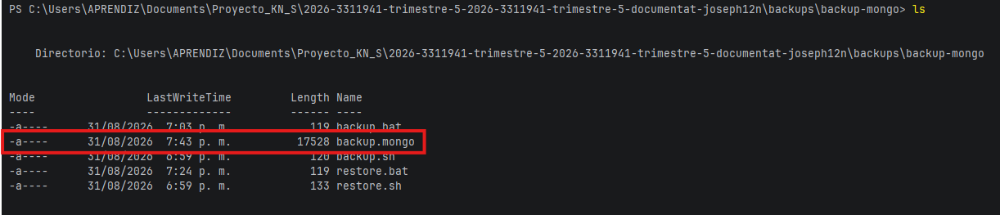 PS C:\Users\APRENDIZ\Documents\Proyecto_KN_S\2026-3311941-trimestre-5-2026-3311941-trimestre-5-documentat-joseph12n\backups\backup-mongo> ls
Directorio: C:\Users\APRENDIZ\Documents\Proyecto_KN_S\2026-3311941-trimestre-5-2026-3311941-trimestre-5-documentat-joseph12n\backups\backup-mongo
Mode LastWriteTime Length Name
---- ------------- ------ ----
-a---- 31/08/2026 7:03 p. m. 119 backup.bat
-a---- 31/08/2026 7:43 p. m. 17528 backup.mongo
-a---- 31/08/2026 6:59 p. m. 120 backup.sh
-a---- 31/08/2026 7:24 p. m. 119 restore.bat
-a---- 31/08/2026 6:59 p. m. 133 restore.sh